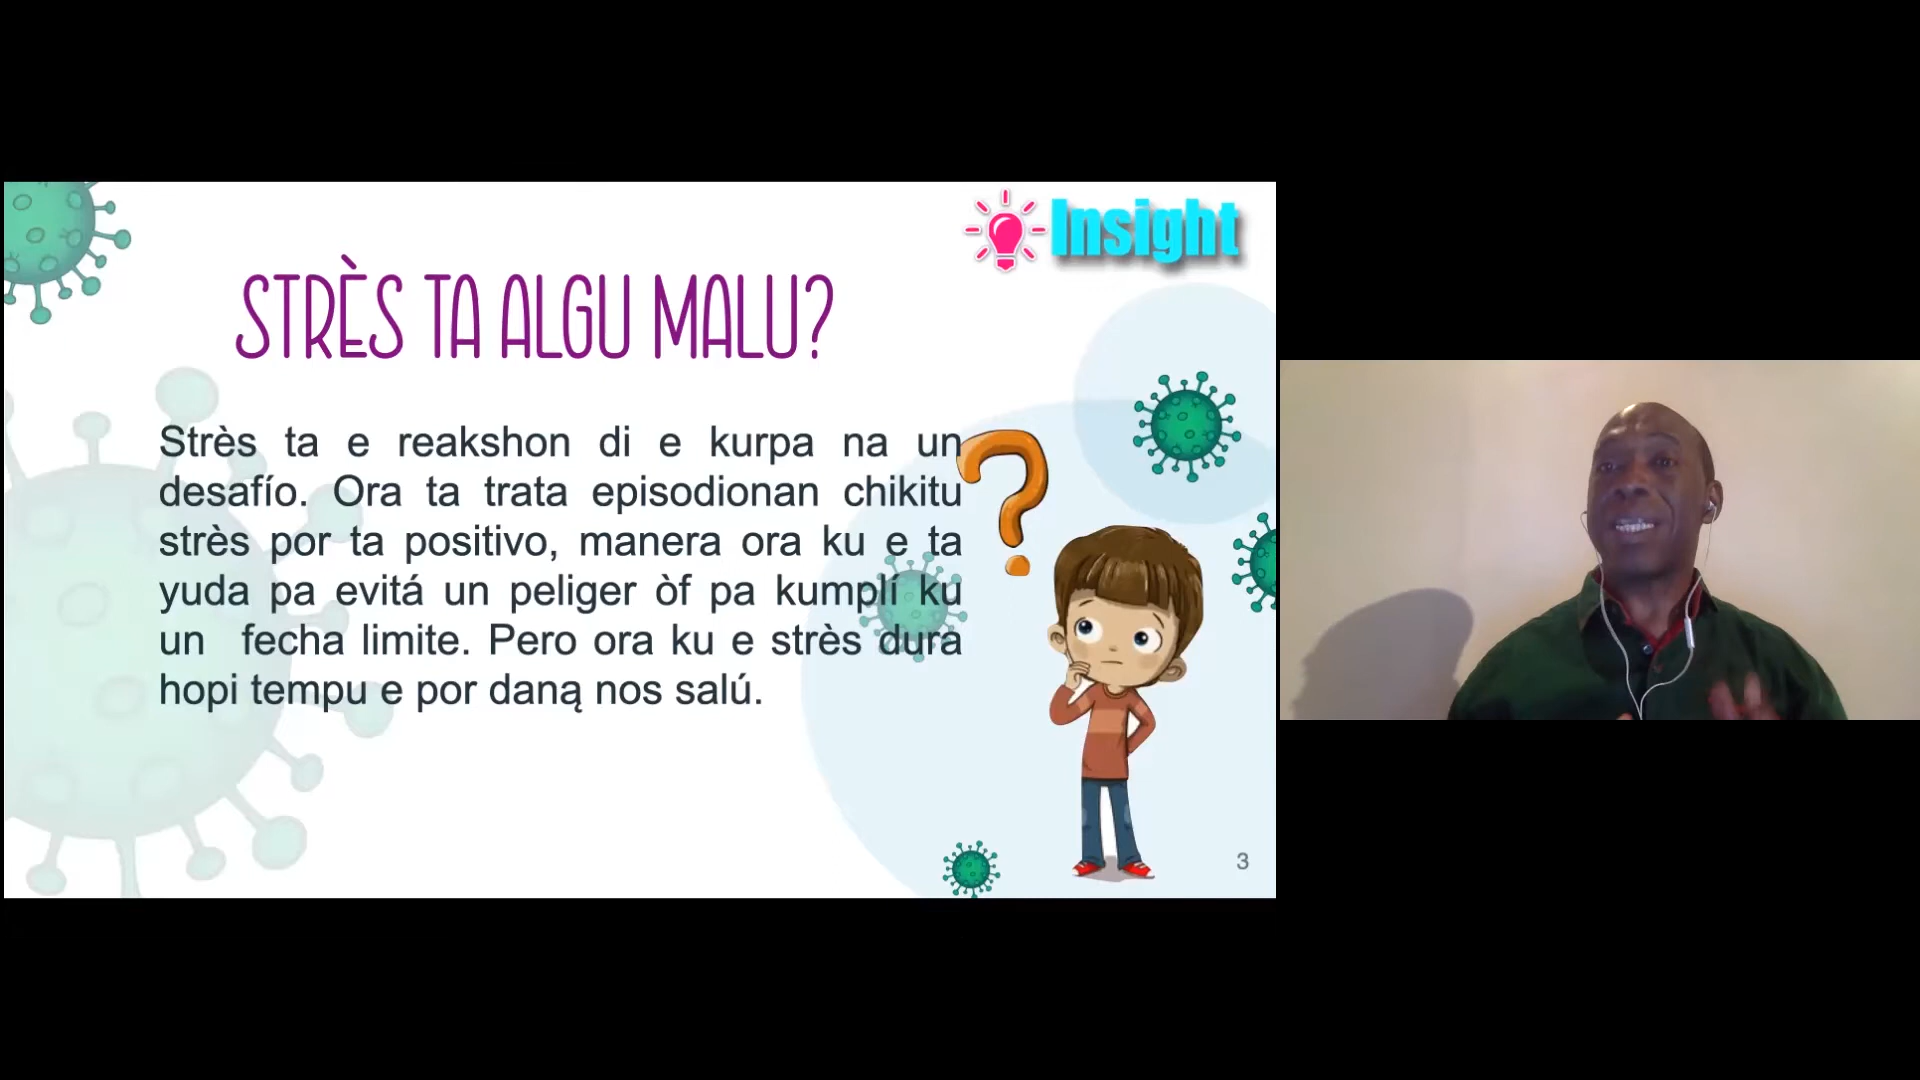 Insight
STRÈS TA ALGU MALU?
Strès ta e reakshon di e kurpa na un
desafío. Ora ta trata episodionan chikitu
strès por ta positivo, manera ora ku e ta
yuda pa evitá un peliger òf pa kumplí ku
un fecha limite. Pero ora ku e strès dura
hopi tempu e por daną nos salú.
3